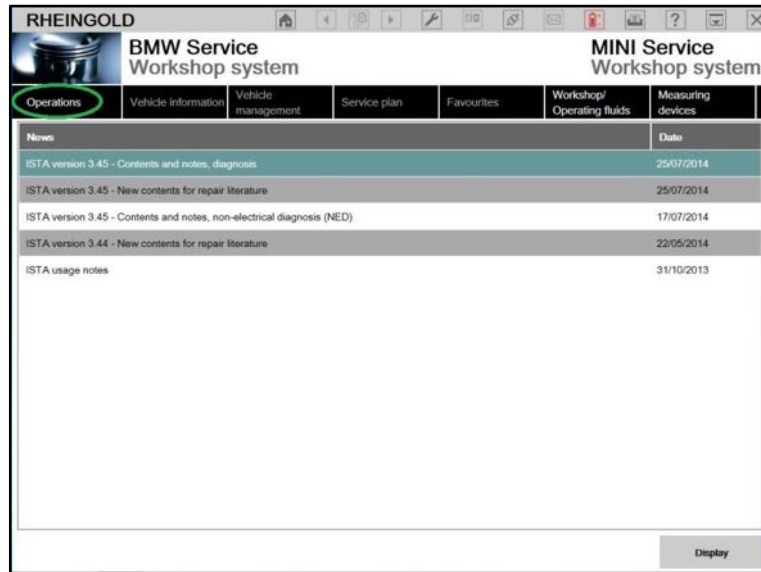 RHEINGOLD
BMW Service
Workshop system
MINI Service
Workshop system
Operations
Vehicle information
Vehicle
management
Service plan
Favourites
Workshop/
Operating fluids
Measuring
devices
News
Date
ISTA version 3.45 - Contents and notes, diagnosis
25/07/2014
ISTA version 3.45 - New contents for repair literature
25/07/2014
ISTA version 3.45 - Contents and notes, non-electrical diagnosis (NED)
17/07/2014
ISTA version 3.44 - New contents for repair literature
22/05/2014
ISTA usage notes
31/10/2013
Display